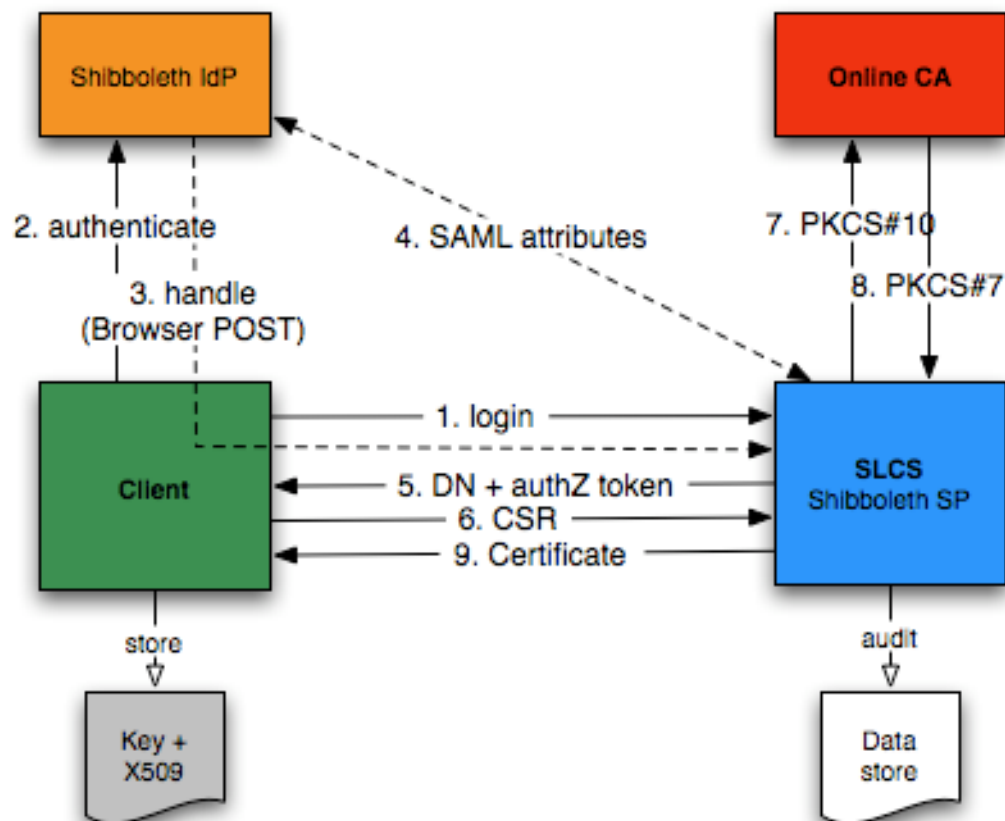 Shibboleth IdP
Online CA
2. authenticate
4. SAML attributes
7. PKCS#10
3. handle
(Browser POST)
8. PKCS#7
1. login
Client
5. DN + authZ token
SLCS
Shibboleth SP
6. CSR
9. Certificate
store
audit
Key +
X509
Data
store